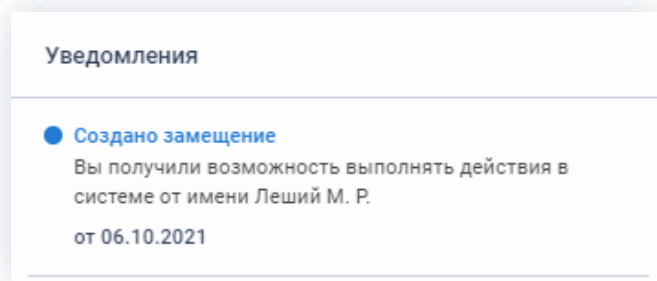 Уведомления
Создано замещение
Вы получили возможность выполнять действия в
системе от имени Леший М. Р.
от 06.10.2021